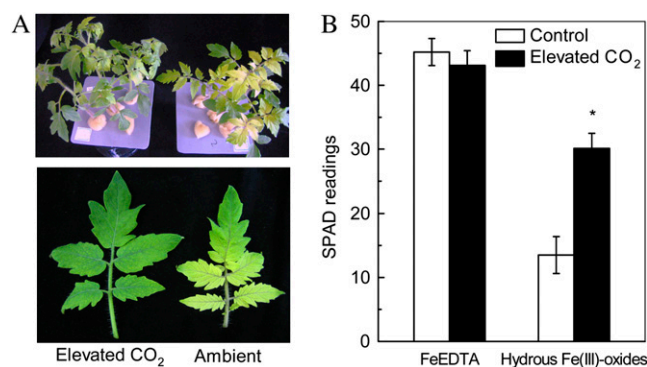 A
Elevated CO2 Ambient
B
SPAD readings
50
40
30
20
10
0
Control
Elevated CO2
*
FeEDTA Hydrous Fe(III)-oxides